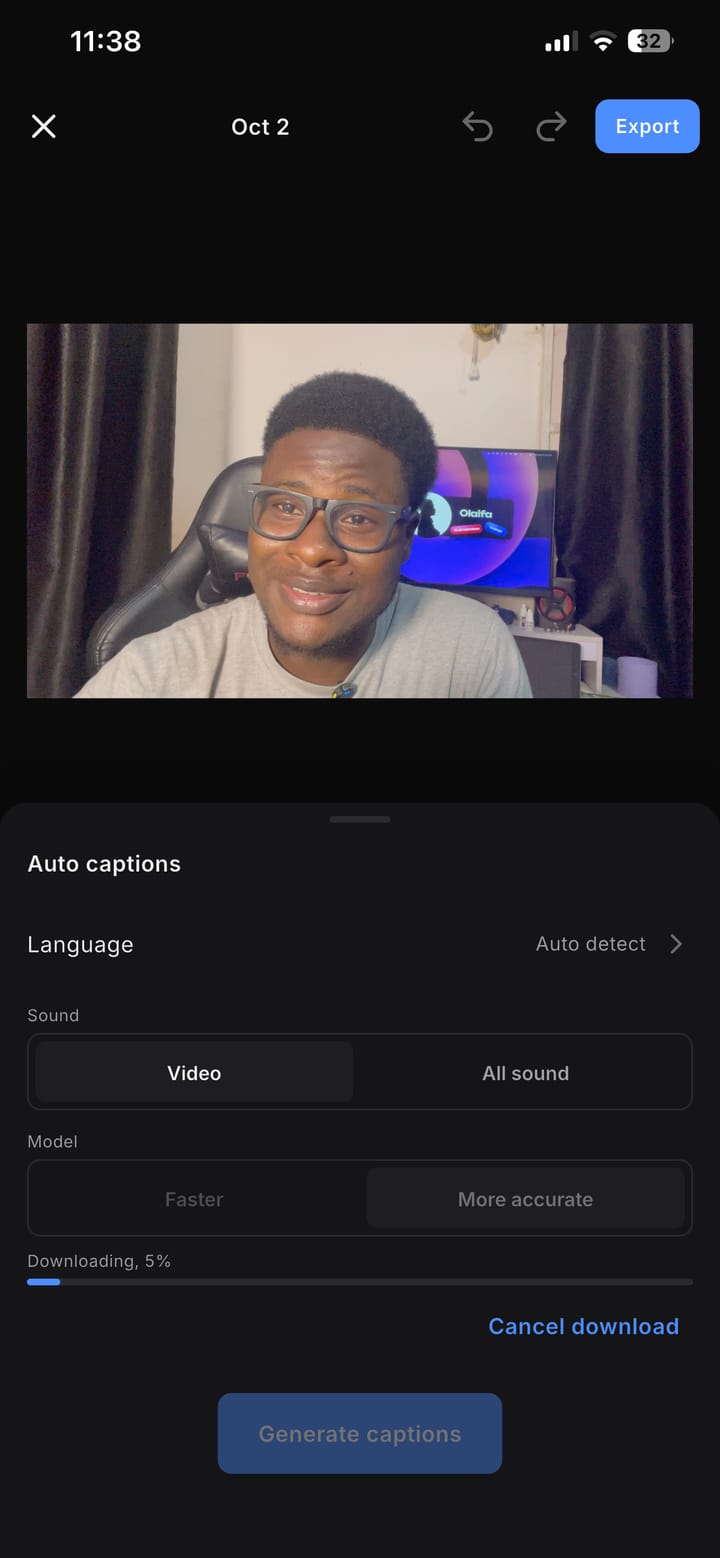 11:38
32
Oct 2
Export
Olaifa
Auto captions
Language
Auto detect
Sound
Video
All sound
Model
Faster
More accurate
Downloading, 5%
Cancel download
Generate captions